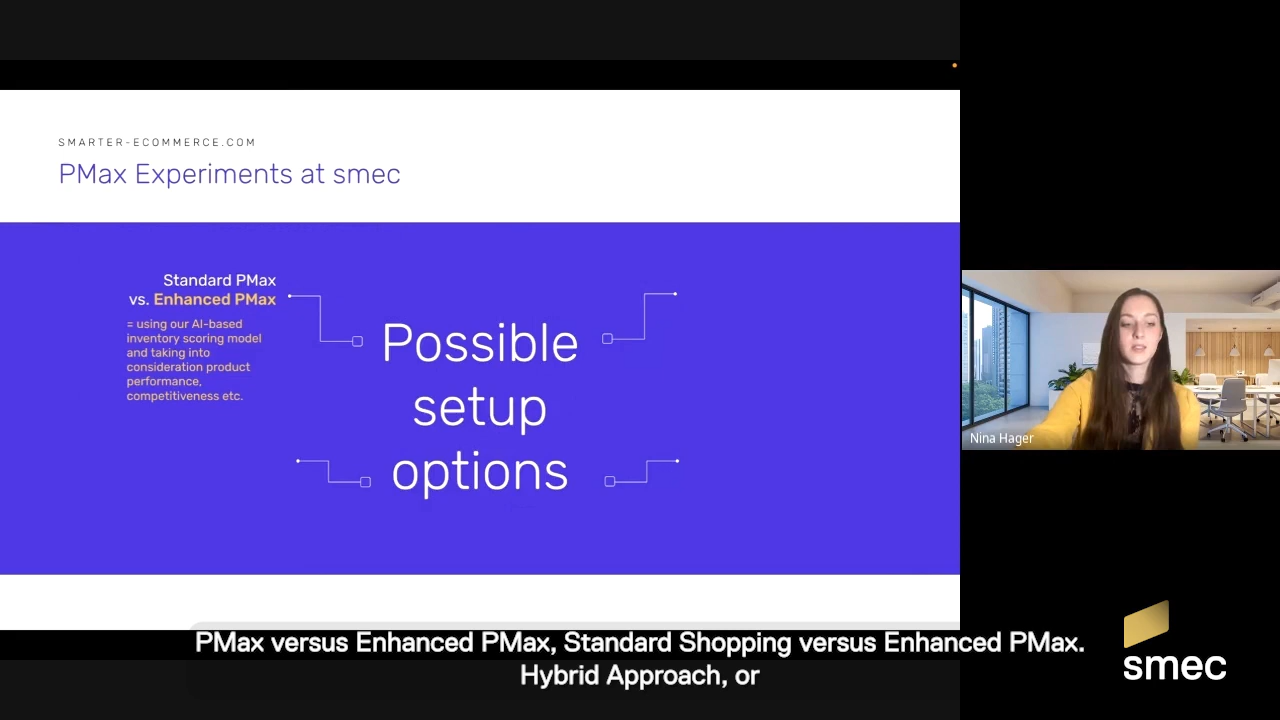 SMARTER-ECOMMERCE.COM
PMax Experiments at smec
Standard PMax
vs. Enhanced PMax
= using our AI-based
inventory scoring model
and taking into
consideration product
performance,
competitiveness etc.
Possible
setup
options
Nina Hager
PMax versus Enhanced PMax, Standard Shopping versus Enhanced PMax.
Hybrid Approach, or
smec